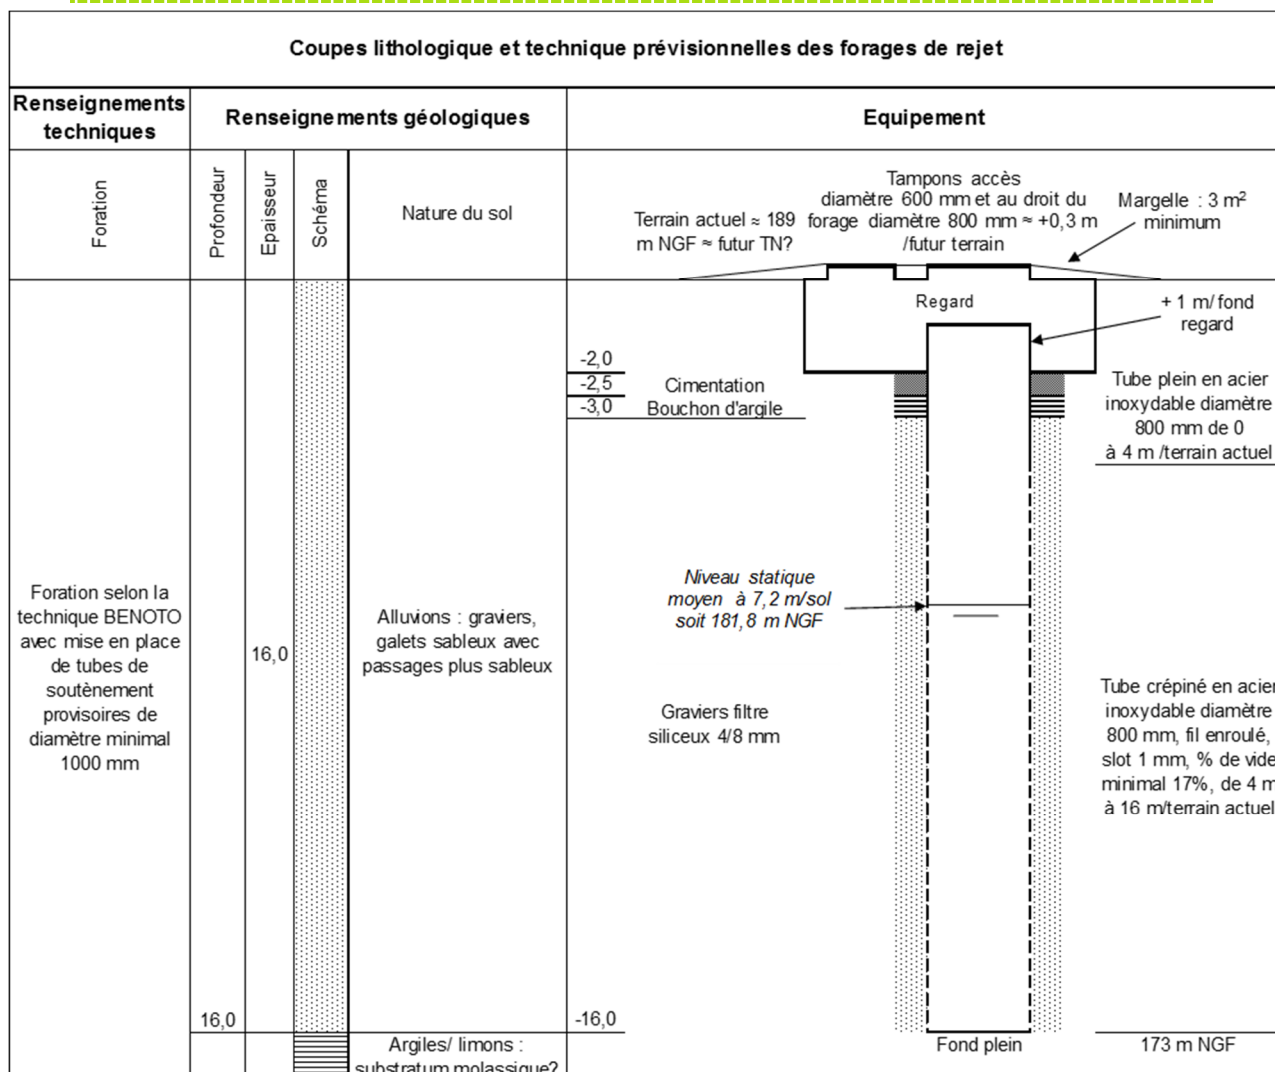 Coupes lithologique et technique prévisionnelles des forages de rejet
Renseignements
techniques
Renseignements géologiques
Equipement
Foration
Profondeur
Epaisseur
Schéma
Nature du sol
Terrain actuel ≈ 189
m NGF ≈ futur TN?
Tampons accès
diamètre 600 mm et au droit du
forage diamètre 800 mm ≈ +0,3 m
/futur terrain
Margelle : 3 m²
minimum
Regard
+ 1 m/ fond
regard
-2,0
-2,5
-3,0
Cimentation
Bouchon d'argile
Tube plein en acier
inoxydable diamètre
800 mm de 0
à 4 m /terrain actuel
Foration selon la
technique BENOTO
avec mise en place
de tubes de
soutènement
provisoires de
diamètre minimal
1000 mm
16,0
Alluvions : graviers,
galets sableux avec
passages plus sableux
Niveau statique
moyen à 7,2 m/sol
soit 181,8 m NGF
Graviers filtre
siliceux 4/8 mm
Tube crépiné en acier
inoxydable diamètre
800 mm, fil enroulé,
slot 1 mm, % de vide
minimal 17%, de 4 m
à 16 m/terrain actuel
16,0
-16,0
Argiles/ limons :
substratum molassique?
Fond plein
173 m NGF